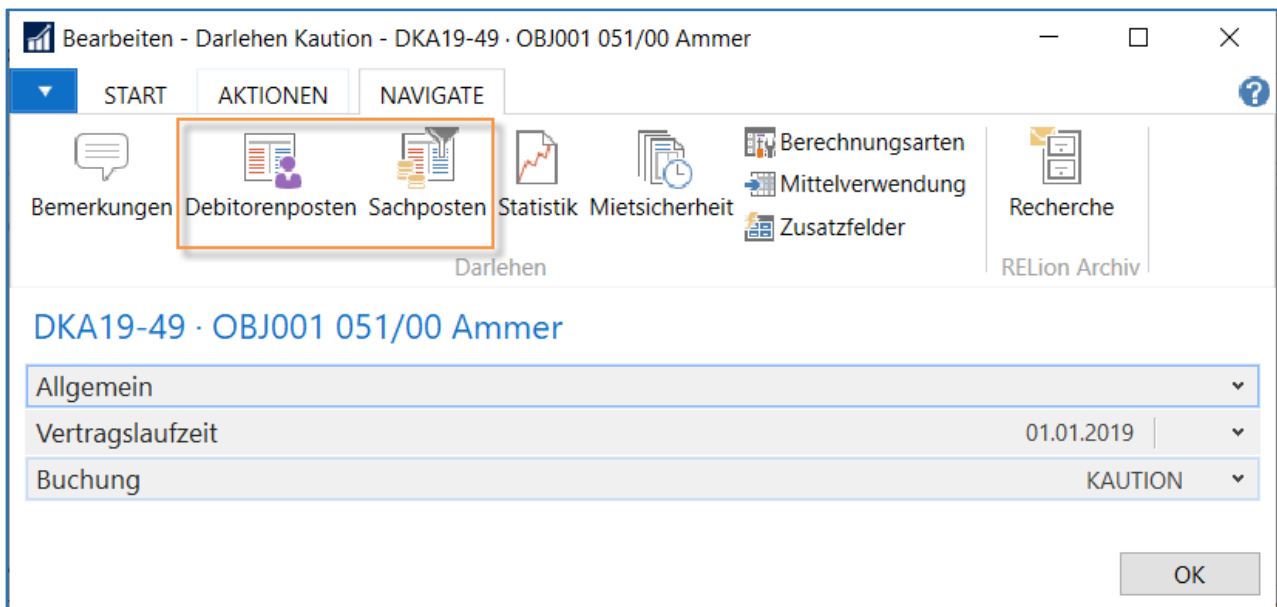 Bearbeiten - Darlehen Kaution - DKA19-49 · OBJ001 051/00 Ammer
START AKTIONEN NAVIGATE
Bemerkungen Debitorenposten Sachposten Statistik Mietsicherheit
Berechnungsarten
Mittelverwendung
Zusatzfelder
Recherche
Darlehen
RELion Archiv
DKA19-49 · OBJ001 051/00 Ammer
Allgemein
Vertragslaufzeit 01.01.2019
Buchung KAUTION
OK